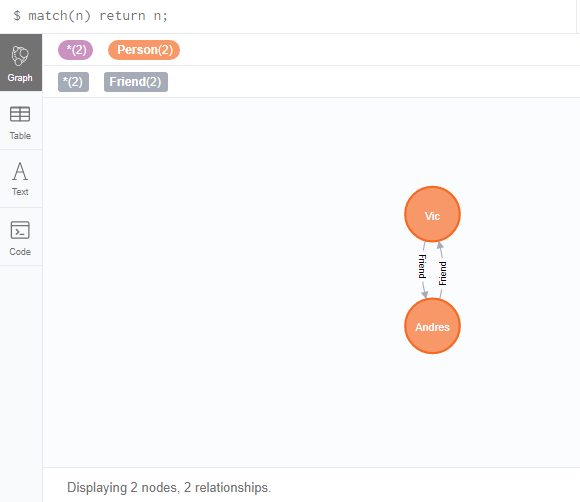 $ match(n) return n;
Graph
*(2) Person(2)
*(2) Friend(2)
Table
Text
Code
Vic
Friend Friend
Andres
Displaying 2 nodes, 2 relationships.